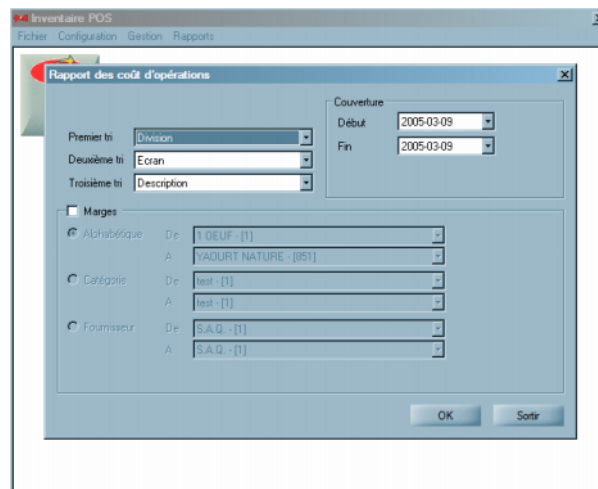 Inventaire POS
Fichier Configuration Gestion Rapports
Rapport des coût d'opérations
Couverture
Début 2005-03-09
Fin 2005-03-09
Premier tri Division
Deuxième tri Ecran
Troisième tri Description
Marges
Alphabétique De 1 OEUF - [1]
A YAOURT NATURE - [851]
Catégorie De test - [1]
A test - [1]
Fournisseur De S.A.Q. - [1]
A S.A.Q. - [1]
OK Sortir